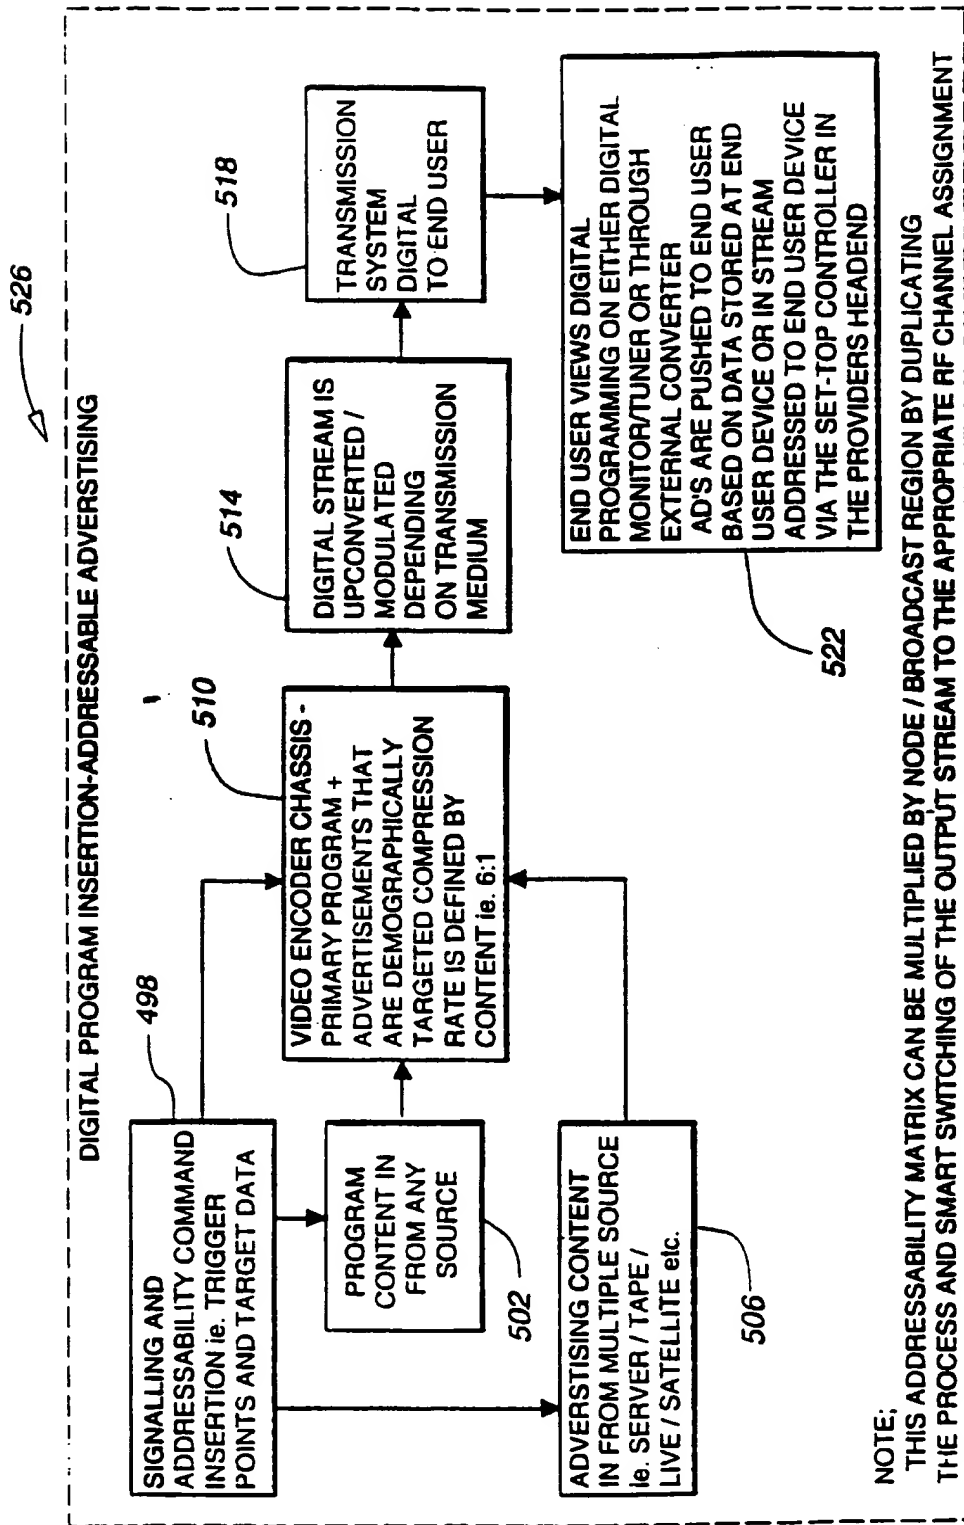 526
DIGITAL PROGRAM INSERTION-ADDRESSABLE ADVERSTISING
498
SIGNALLING AND
ADDRESSABILITY COMMAND
INSERTION ie. TRIGGER
POINTS AND TARGET DATA
PROGRAM
CONTENT IN
FROM ANY
SOURCE
502
ADVERSTISING CONTENT
IN FROM MULTIPLE SOURCE
ie. SERVER / TAPE /
LIVE / SATELLITE etc.
506
510
VIDEO ENCODER CHASSIS -
PRIMARY PROGRAM +
ADVERTISEMENTS THAT
ARE DEMOGRAPHICALLY
TARGETED COMPRESSION
RATE IS DEFINED BY
CONTENT ie. 6:1
514
DIGITAL STREAM IS
UPCONVERTED /
MODULATED
DEPENDING
ON TRANSMISSION
MEDIUM
518
TRANSMISSION
SYSTEM
DIGITAL
TO END USER
END USER VIEWS DIGITAL
PROGRAMMING ON EITHER DIGITAL
MONITOR/TUNER OR THROUGH
EXTERNAL CONVERTER
AD'S ARE PUSHED TO END USER
BASED ON DATA STORED AT END
USER DEVICE OR IN STREAM
ADDRESSED TO END USER DEVICE
VIA THE SET-TOP CONTROLLER IN
THE PROVIDERS HEADEND
522
NOTE;
THIS ADDRESSABILITY MATRIX CAN BE MULTIPLIED BY NODE / BROADCAST REGION BY DUPLICATING
THE PROCESS AND SMART SWITCHING OF THE OUTPUT STREAM TO THE APPROPRIATE RF CHANNEL ASSIGNMENT